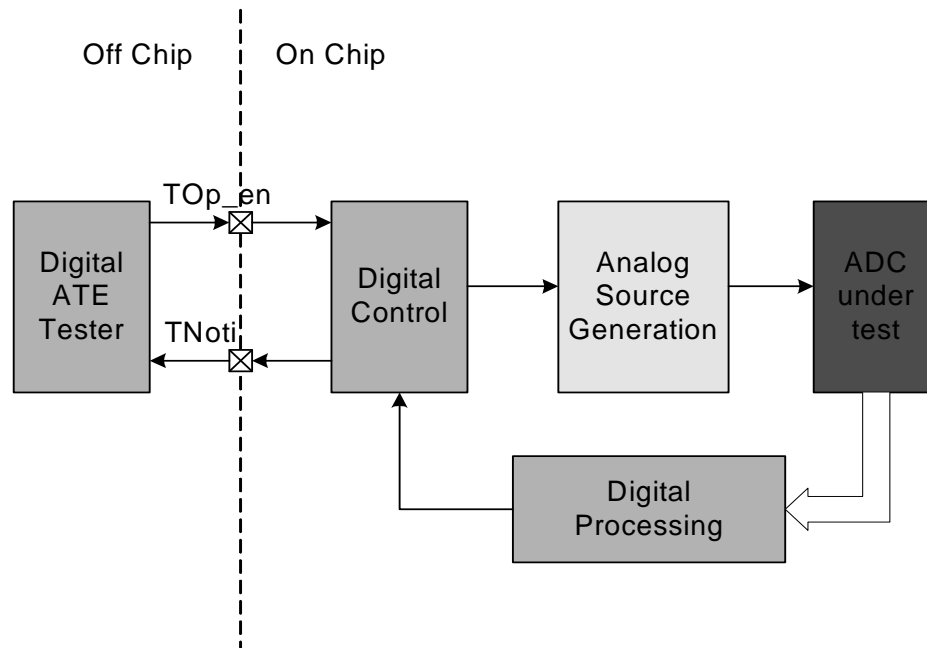 Off Chip
On Chip
TOp_en
Digital
ATE
Tester
TNoti
Digital
Control
Analog
Source
Generation
ADC
under
test
Digital
Processing